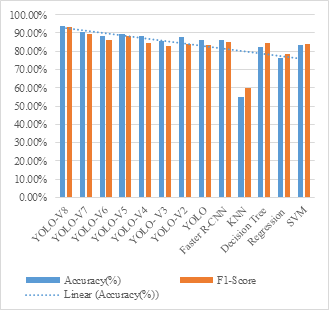 100.00%
90.00%
80.00%
70.00%
60.00%
50.00%
40.00%
30.00%
20.00%
10.00%
0.00%
YOLO-V8
YOLO-V7
YOLO-V6
YOLO-V5
YOLO-V4
YOLO- V3
YOLO-V2
YOLO
Faster R-CNN
KNN
Decision Tree
Regression
SVM
Accuracy(%) F1-Score
Linear (Accuracy(%))